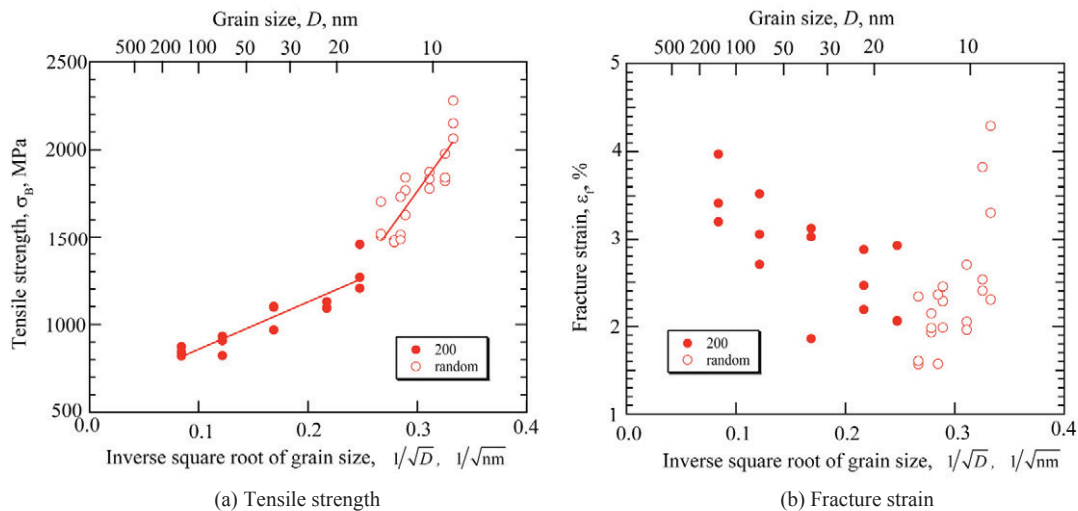 Grain size, D, nm
500 200 100 50 30 20 10
2500
2000
1500
1000
500
Tensile strength, σB, MPa
200
random
0.0 0.1 0.2 0.3 0.4
Inverse square root of grain size, 1/√D, 1/√nm
(a) Tensile strength
Grain size, D, nm
500 200 100 50 30 20 10
5
4
3
2
1
Fracture strain, εf, %
200
random
0.0 0.1 0.2 0.3 0.4
Inverse square root of grain size, 1/√D, 1/√nm
(b) Fracture strain